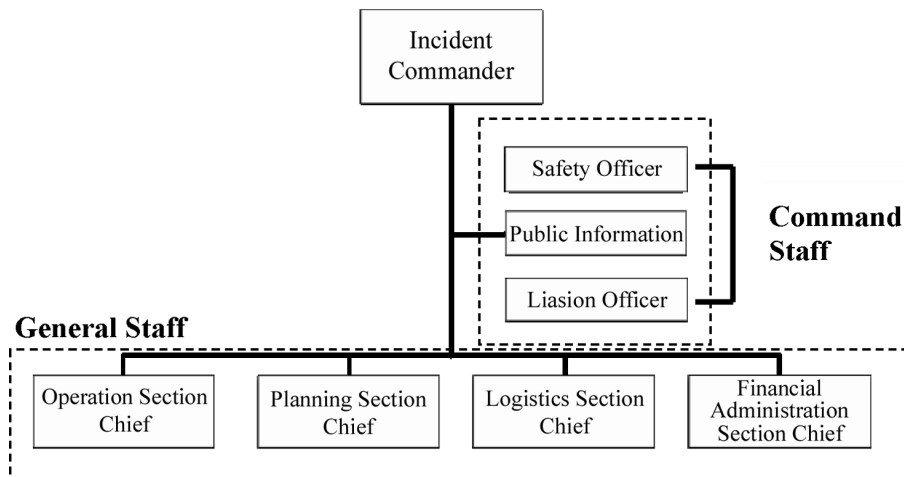 Incident
Commander
Safety Officer
Public Information
Liasion Officer
Command
Staff
General Staff
Operation Section
Chief
Planning Section
Chief
Logistics Section
Chief
Financial
Administration
Section Chief